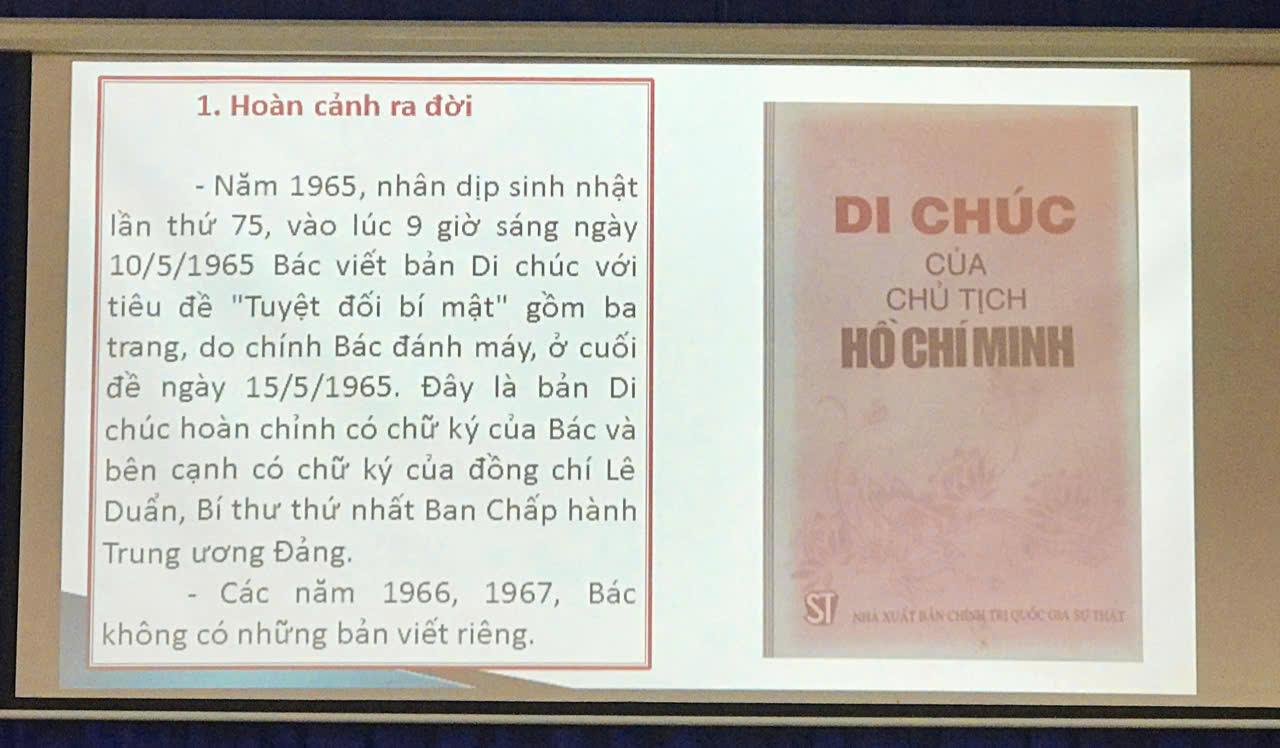 1. Hoàn cảnh ra đời
- Năm 1965, nhân dịp sinh nhật
lần thứ 75, vào lúc 9 giờ sáng ngày
10/5/1965 Bác viết bản Di chúc với
tiêu đề "Tuyệt đối bí mật" gồm ba
trang, do chính Bác đánh máy, ở cuối
đề ngày 15/5/1965. Đây là bản Di
chúc hoàn chỉnh có chữ ký của Bác và
bên cạnh có chữ ký của đồng chí Lê
Duẩn, Bí thư thứ nhất Ban Chấp hành
Trung ương Đảng.
- Các năm 1966, 1967, Bác
không có những bản viết riêng.
DI CHÚC
CỦA
CHỦ TỊCH
HỒ CHÍ MINH
ST
NHÀ XUẤT BẢN CHÍNH TRỊ QUỐC GIA SỰ THẬT